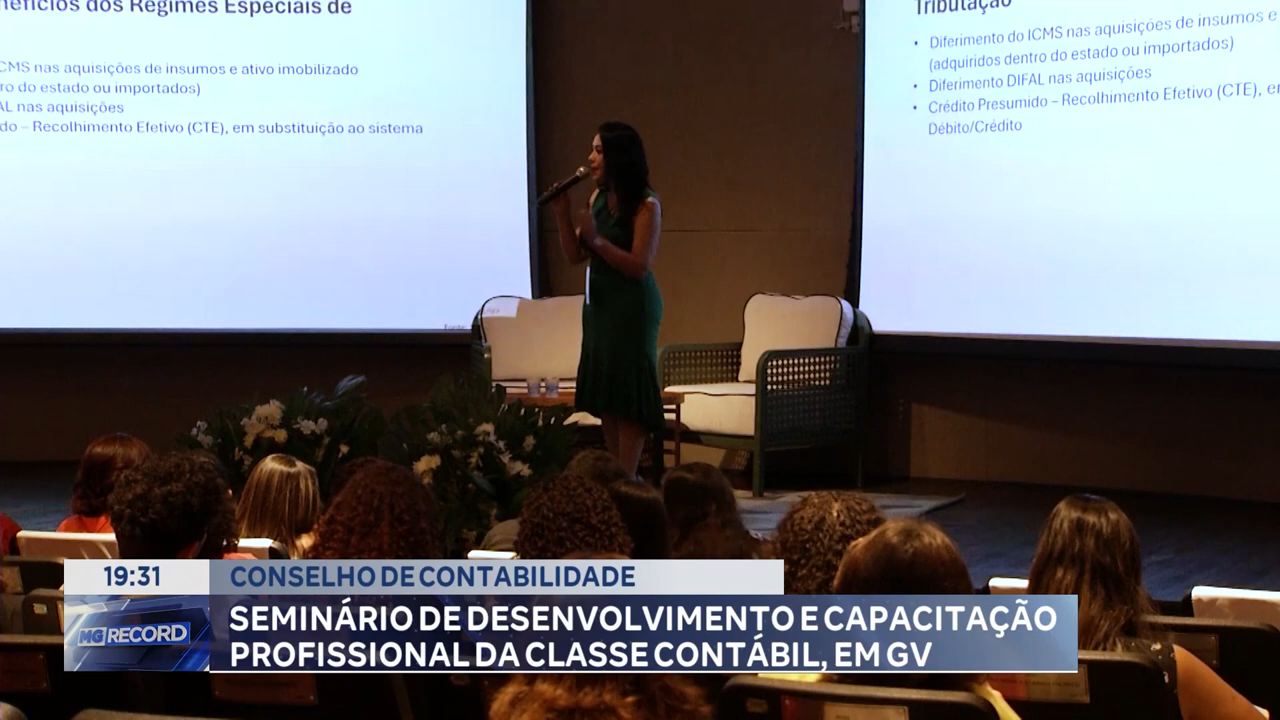 nefícios dos Regimes Especiais de
ICMS nas aquisições de insumos e ativo imobilizado
ro do estado ou importados)
AL nas aquisições
do – Recolhimento Efetivo (CTE), em substituição ao sistema
Fonte:
Tributação
• Diferimento do ICMS nas aquisições de insumos e
(adquiridos dentro do estado ou importados)
• Diferimento DIFAL nas aquisições
• Crédito Presumido – Recolhimento Efetivo (CTE), em
Débito/Crédito
19:31
CONSELHO DE CONTABILIDADE
MG RECORD
SEMINÁRIO DE DESENVOLVIMENTO E CAPACITAÇÃO
PROFISSIONAL DA CLASSE CONTÁBIL, EM GV